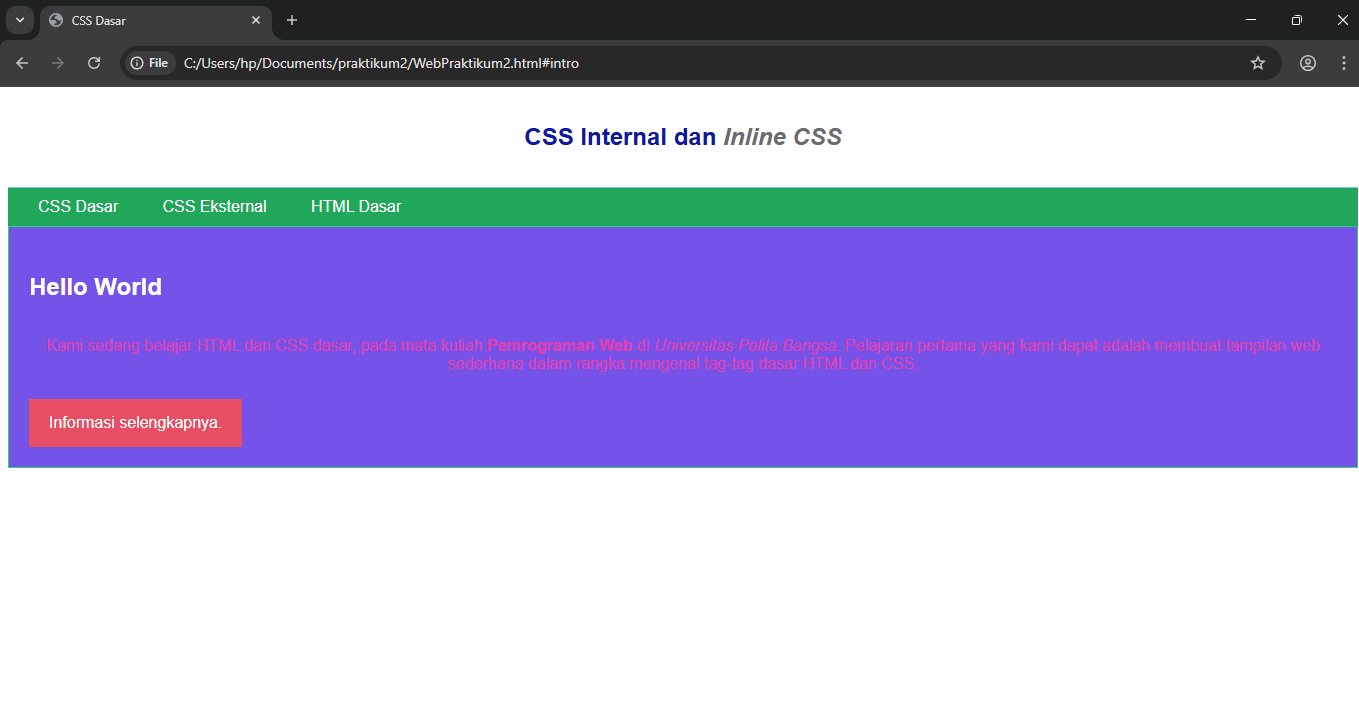 CSS Dasar
File C:/Users/hp/Documents/praktikum2/WebPraktikum2.html#intro
CSS Internal dan Inline CSS
CSS Dasar CSS Eksternal HTML Dasar
Hello World
Kami sedang belajar HTML dan CSS dasar, pada mata kuliah Pemrograman Web di Universitas Pelita Bangsa. Pelajaran pertama yang kami dapat adalah membuat tampilan web
sederhana dalam rangka mengenal tag-tag dasar HTML dan CSS.
Informasi selengkapnya.